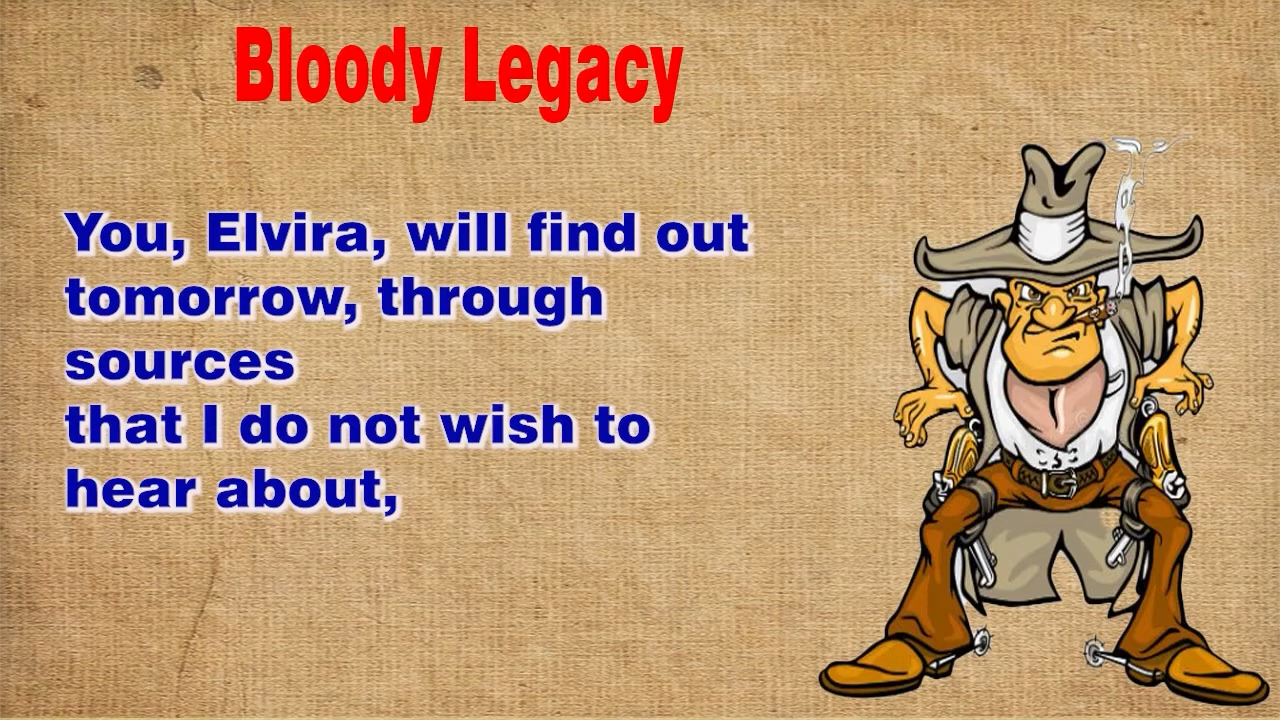 Bloody Legacy
You, Elvira, will find out
tomorrow, through
sources
that I do not wish to
hear about,